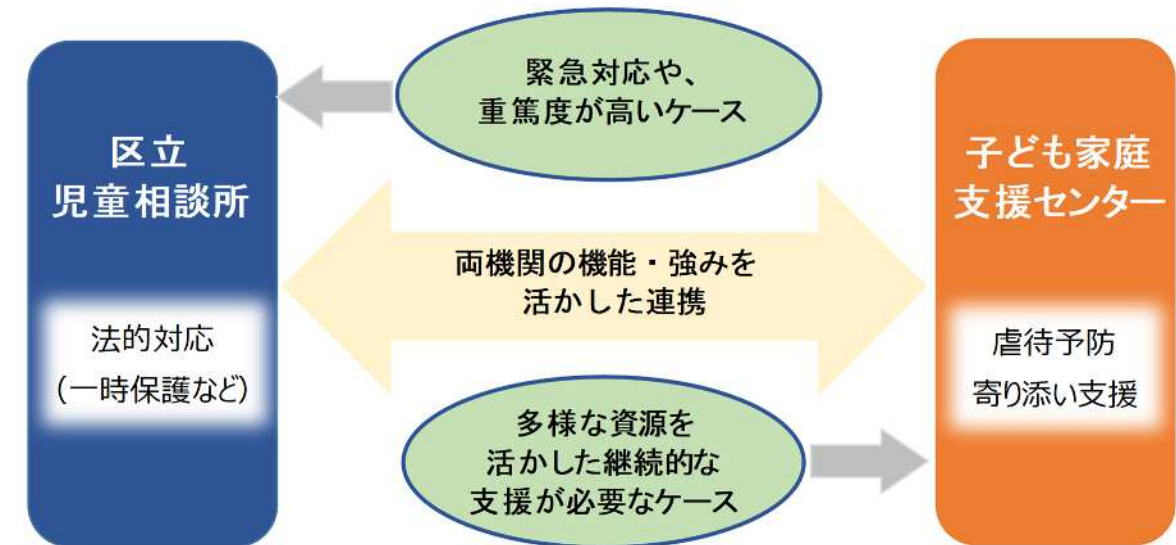 区立
児童相談所
法的対応
(一時保護など)
緊急対応や、
重篤度が高いケース
両機関の機能・強みを
活かした連携
多様な資源を
活かした継続的な
支援が必要なケース
子ども家庭
支援センター
虐待予防
寄り添い支援